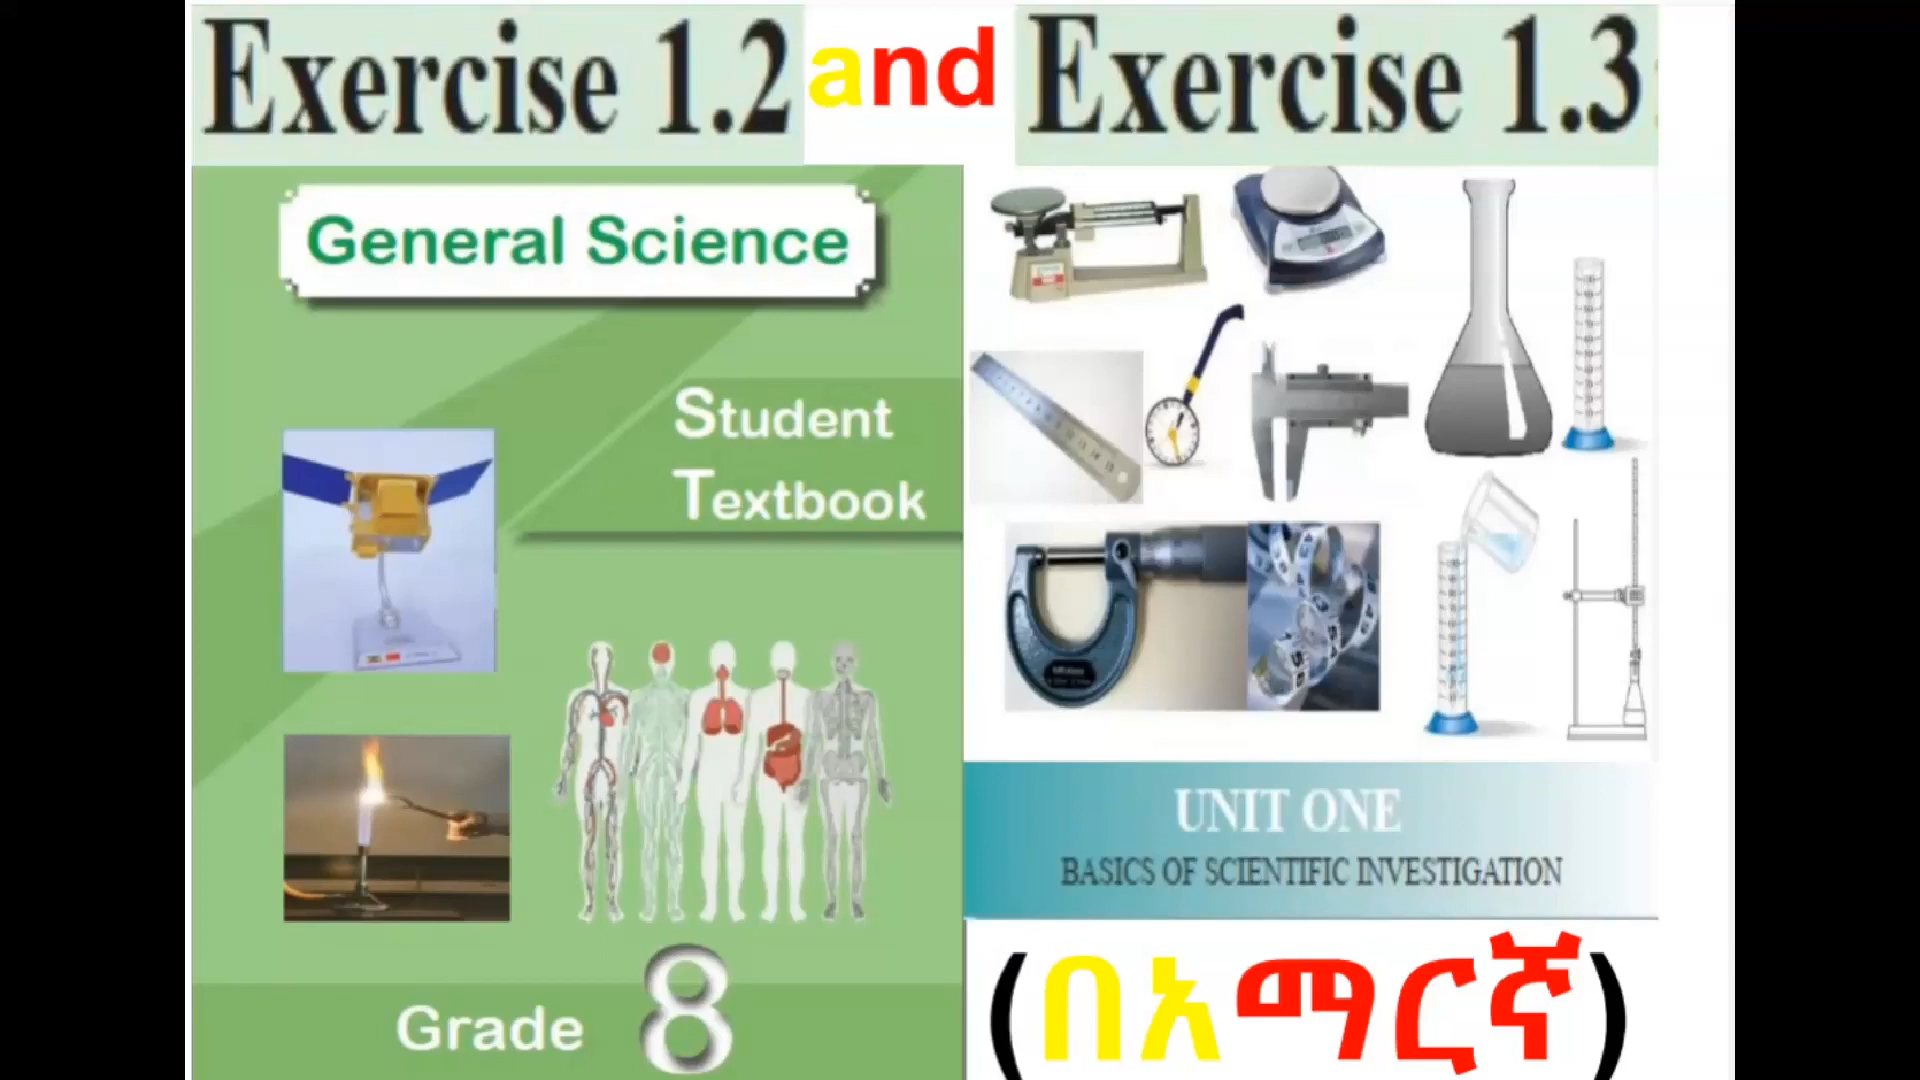 Exercise 1.2 and Exercise 1.3
General Science
Student
Textbook
Grade 8
UNIT ONE
BASICS OF SCIENTIFIC INVESTIGATION
(በአማርኛ)